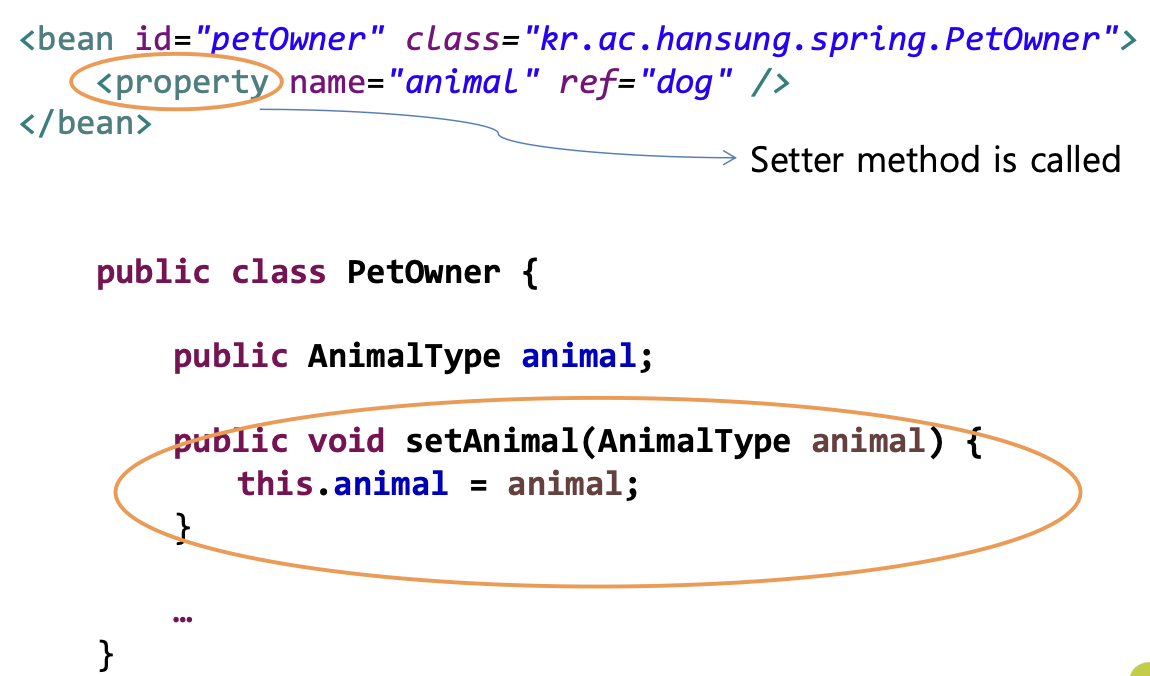 <bean id="petOwner" class="kr.ac.hansung.spring.PetOwner">
<property name="animal" ref="dog" />
</bean>
Setter method is called
public class PetOwner {
public AnimalType animal;
public void setAnimal(AnimalType animal) {
this.animal = animal;
}
…
}